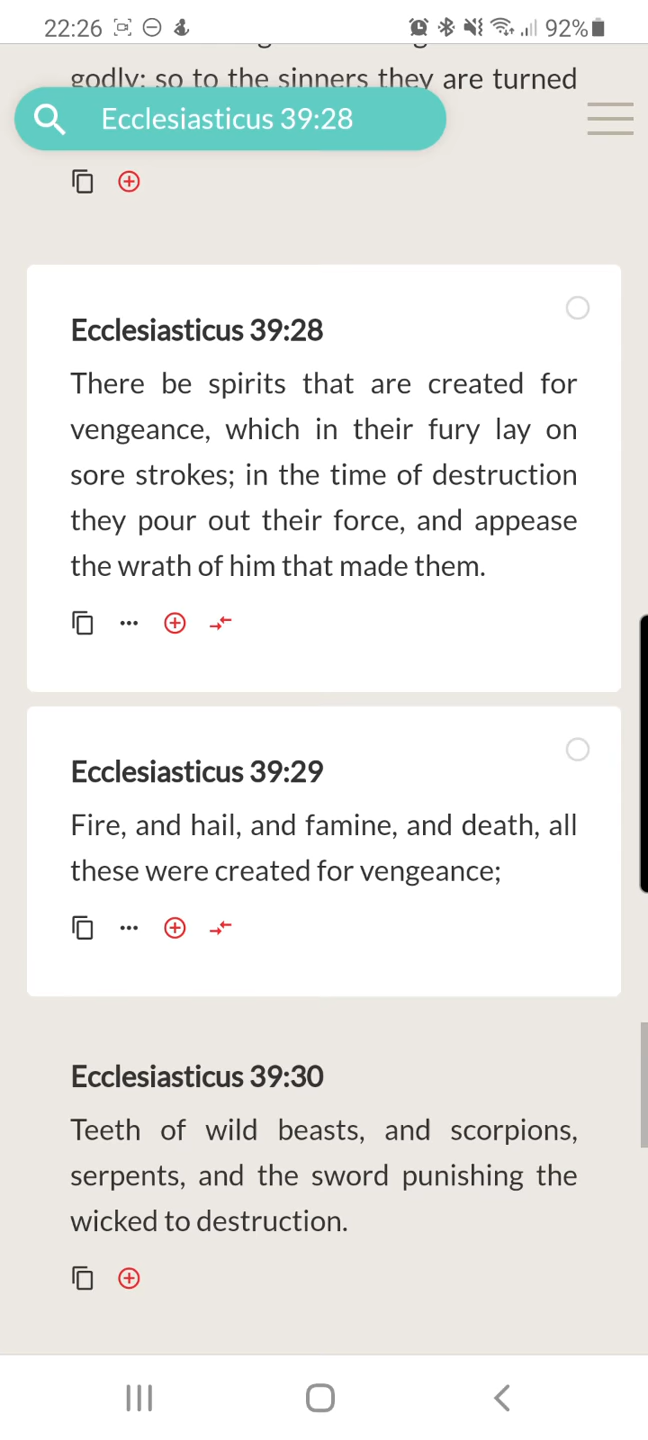 22:26
92%
godly: so to the sinners they are turned
Ecclesiasticus 39:28
Ecclesiasticus 39:28
There be spirits that are created for
vengeance, which in their fury lay on
sore strokes; in the time of destruction
they pour out their force, and appease
the wrath of him that made them.
Ecclesiasticus 39:29
Fire, and hail, and famine, and death, all
these were created for vengeance;
Ecclesiasticus 39:30
Teeth of wild beasts, and scorpions,
serpents, and the sword punishing the
wicked to destruction.